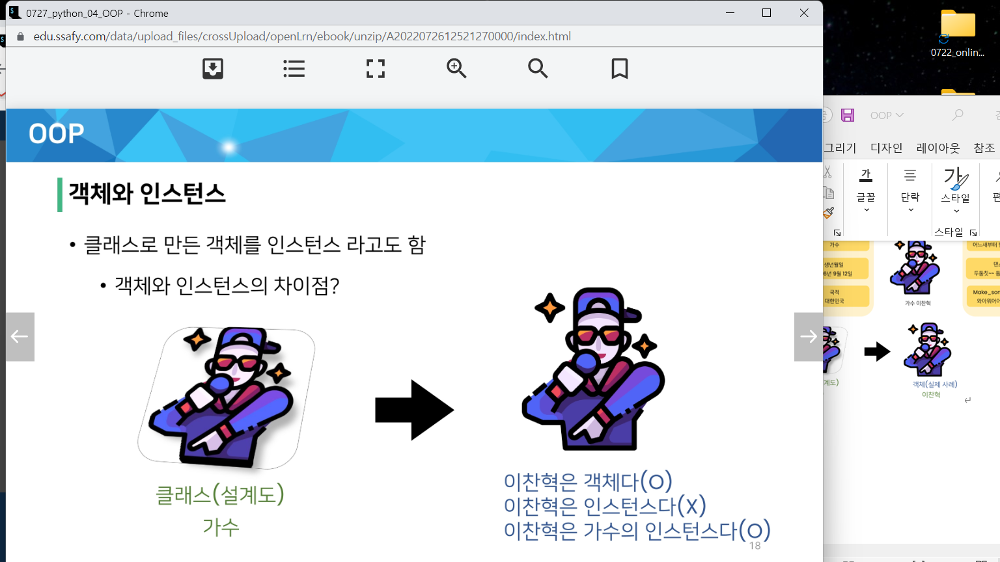 0727_python_04_OOP - Chrome
edu.ssafy.com/data/upload_files/crossUpload/openLrn/ebook/unzip/A2022072612521270000/index.html
OOP
객체와 인스턴스
• 클래스로 만든 객체를 인스턴스 라고도 함
• 객체와 인스턴스의 차이점?
클래스(설계도)
가수
이찬혁은 객체다(O)
이찬혁은 인스턴스다(X)
이찬혁은 가수의 인스턴스다(O)
18
0722_onlin...
OOP
그리기 디자인 레이아웃 참조
가
글꼴
단락
가
스타일
스타일
가수
생년월일
6년 9월 12일
국적
대한민국
가수 이찬혁
어느새부터
댄스
두둠칫~~
Make_son
와아워어어
계도)
객체(실제 사례)
이찬혁